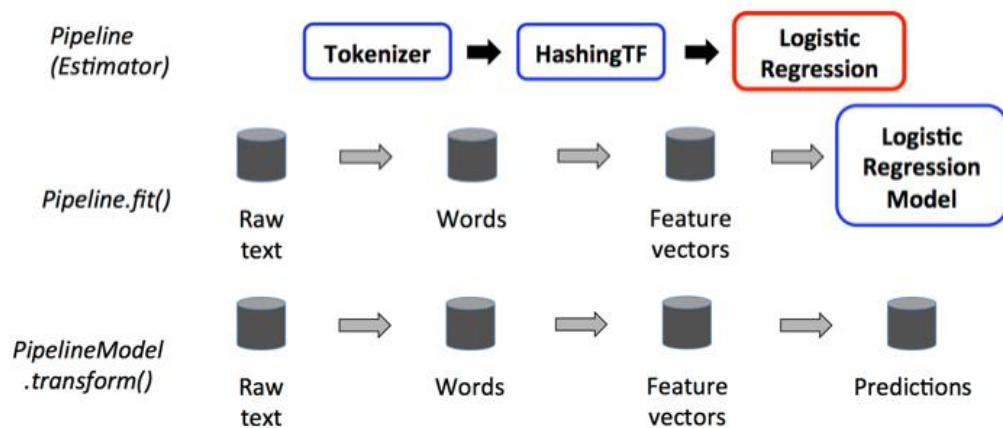 Pipeline
(Estimator)
Tokenizer
HashingTF
Logistic
Regression
Pipeline.fit()
Raw
text
Words
Feature
vectors
Logistic
Regression
Model
PipelineModel
.transform()
Raw
text
Words
Feature
vectors
Predictions